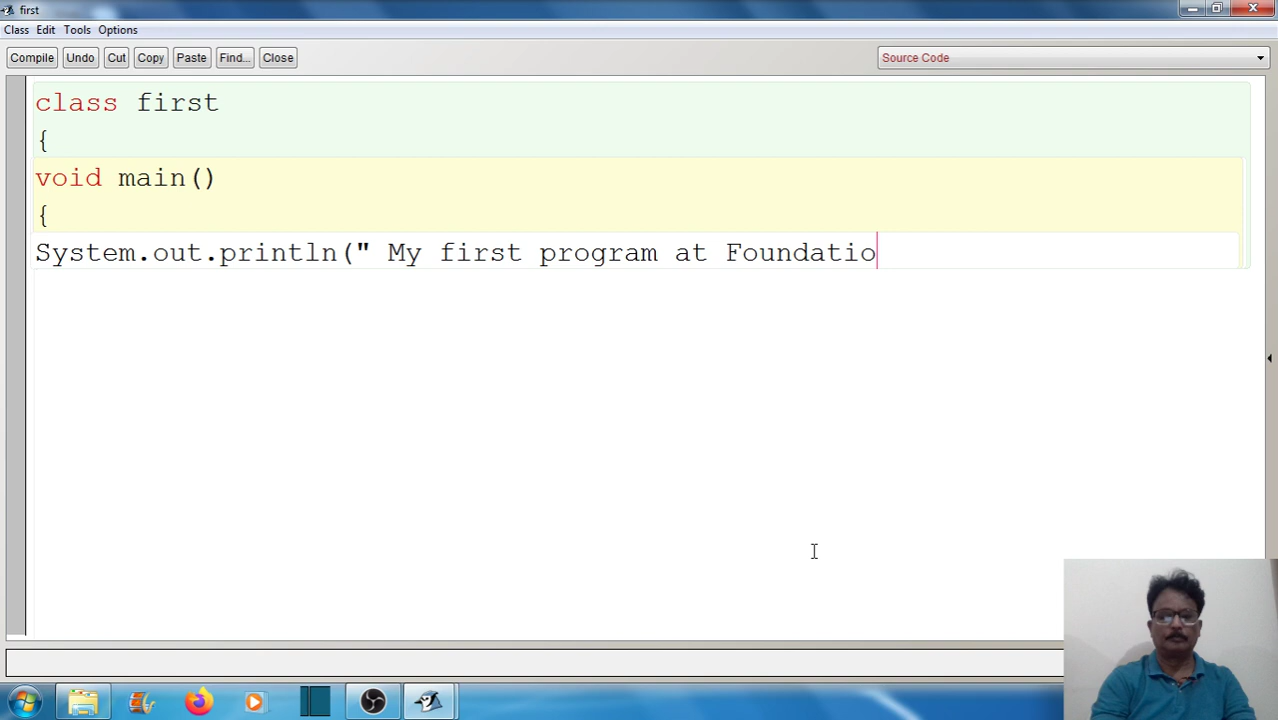 first
Class Edit Tools Options
Compile Undo Cut Copy Paste Find... Close Source Code
class first
{
void main()
{
System.out.println(" My first program at Foundatio